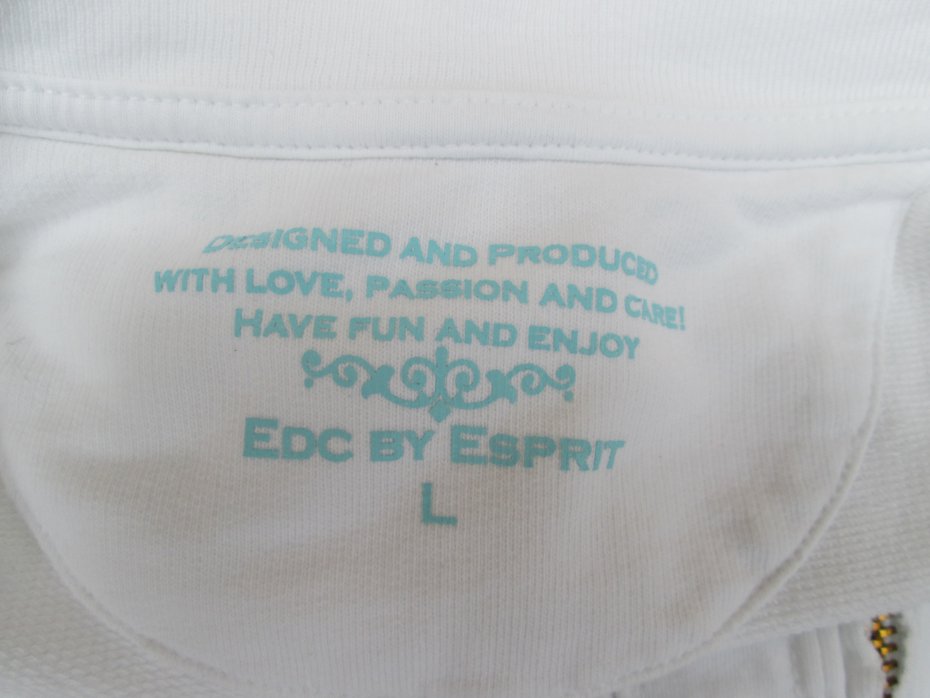 DESIGNED AND PRODUCED
WITH LOVE, PASSION AND CARE!
HAVE FUN AND ENJOY
EDC BY ESPRIT
L